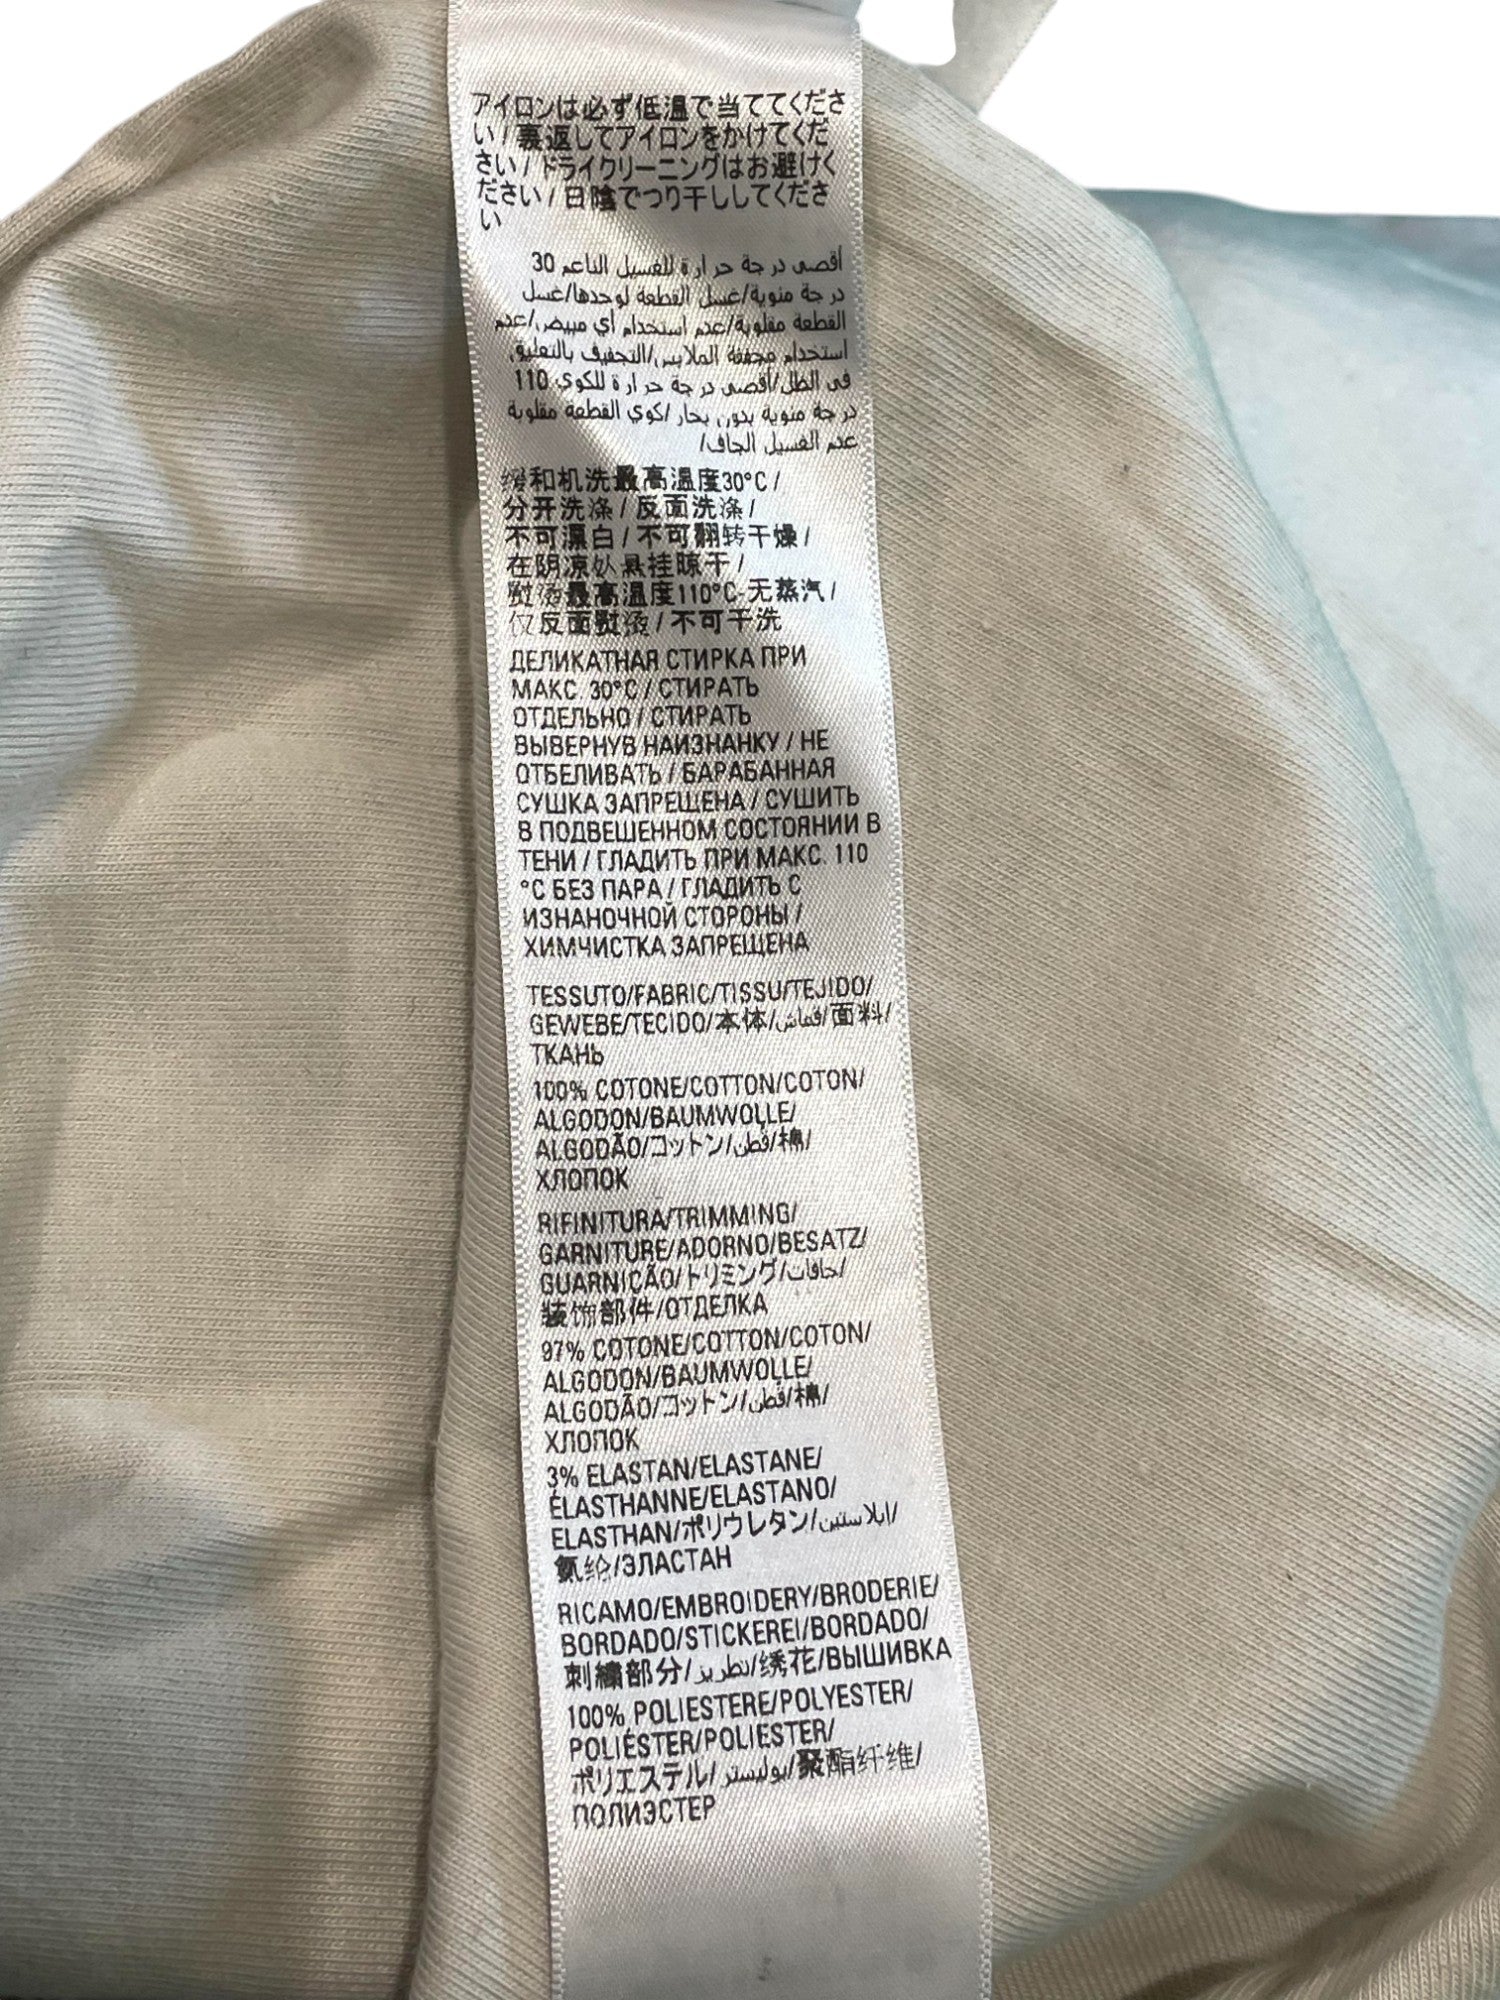 アイロンは必ず低温で当ててくださ
い / 裏返してアイロンをかけてくだ
さい / ドライクリーニングはお避けく
ださい / 日陰でつり干ししてくださ
い
أقصى درجة حرارة للغسيل الناعم 30
درجة مئوية/غسل القطعة لوحدها/غسل
القطعة مقلوبة/عدم استخدام أي مبيض/عدم
استخدام مجففة الملابس/التجفيف بالتعليق
في الظل/أقصى درجة حرارة للكوي 110
درجة مئوية بدون بخار/كوي القطعة مقلوبة
عدم الغسيل الجاف/
缓和机洗最高温度30°C /
分开洗涤 / 反面洗涤 /
不可漂白 / 不可翻转干燥 /
在阴凉处悬挂晾干 /
熨烫最高温度110°C-无蒸汽 /
仅反面熨烫 / 不可干洗
ДЕЛИКАТНАЯ СТИРКА ПРИ
МАКС. 30°C / СТИРАТЬ
ОТДЕЛЬНО / СТИРАТЬ
ВЫВЕРНУВ НАИЗНАНКУ / НЕ
ОТБЕЛИВАТЬ / БАРАБАННАЯ
СУШКА ЗАПРЕЩЕНА / СУШИТЬ
В ПОДВЕШЕННОМ СОСТОЯНИИ В
ТЕНИ / ГЛАДИТЬ ПРИ МАКС. 110
°C БЕЗ ПАРА / ГЛАДИТЬ С
ИЗНАНОЧНОЙ СТОРОНЫ /
ХИМЧИСТКА ЗАПРЕЩЕНА
TESSUTO/FABRIC/TISSU/TEJIDO/
GEWEBE/TECIDO/本体/قماش/面料/
ТКАНЬ
100% COTONE/COTTON/COTON/
ALGODON/BAUMWOLLE/
ALGODÃO/コットン/قطن/棉/
ХЛОПОК
RIFINITURA/TRIMMING/
GARNITURE/ADORNO/BESATZ/
GUARNIÇÃO/トリミング/حافات/
装饰部件/ОТДЕЛКА
97% COTONE/COTTON/COTON/
ALGODON/BAUMWOLLE/
ALGODÃO/コットン/قطن/棉/
ХЛОПОК
3% ELASTAN/ELASTANE/
ÉLASTHANNE/ELASTANO/
ELASTHAN/ポリウレタン/إيلاستين/
氨纶/ЭЛАСТАН
RICAMO/EMBROIDERY/BRODERIE/
BORDADO/STICKEREI/BORDADO/
刺繍部分/تطريز/绣花/ВЫШИВКА
100% POLIESTERE/POLYESTER/
POLIÉSTER/POLIESTER/
ポリエステル/بوليستر/聚酯纤维/
ПОЛИЭСТЕР